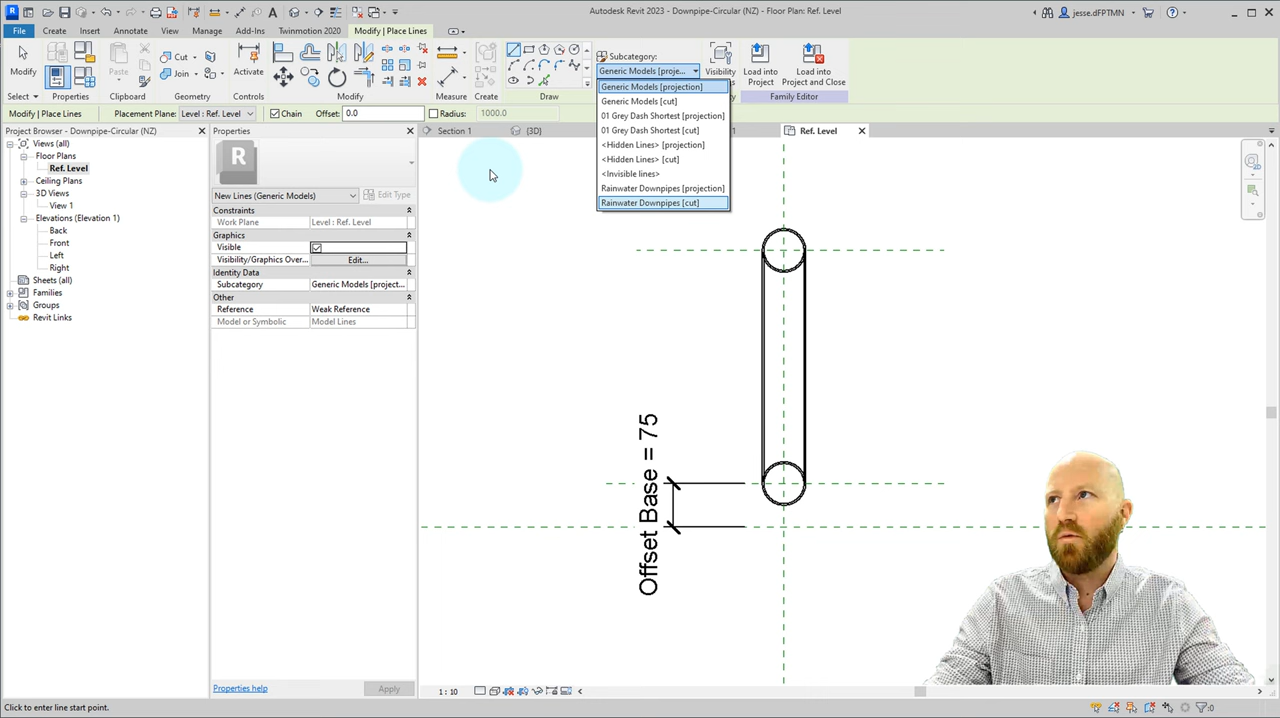 Autodesk Revit 2023 - Downpipe-Circular (NZ) - Floor Plan: Ref. Level
jesse.dFPTMN
File Create Insert Annotate View Manage Add-Ins Twinmotion 2020 Modify | Place Lines
Modify
Paste
Cut
Join
Activate
Create
Subcategory:
Generic Models [proje...
Visibility
Load into
Project
Load into
Project and Close
Select Properties Clipboard Geometry Controls Modify Measure Create Draw Family Editor
Modify | Place Lines Placement Plane: Level : Ref. Level Chain Offset: 0.0 Radius: 1000.0
Generic Models [projection]
Generic Models [cut]
01 Grey Dash Shortest [projection]
01 Grey Dash Shortest [cut]
<Hidden Lines> [projection]
<Hidden Lines> [cut]
<Invisible lines>
Rainwater Downpipes [projection]
Rainwater Downpipes [cut]
Project Browser - Downpipe-Circular (NZ)
Views (all)
Floor Plans
Ref. Level
Ceiling Plans
3D Views
View 1
Elevations (Elevation 1)
Back
Front
Left
Right
Sheets (all)
Families
Groups
Revit Links
Properties
R
New Lines (Generic Models) Edit Type
Constraints
Work Plane Level : Ref. Level
Graphics
Visible
Visibility/Graphics Over... Edit...
Identity Data
Subcategory Generic Models [project...
Other
Reference Weak Reference
Model or Symbolic Model Lines
Properties help Apply
Section 1 {3D} 1 Ref. Level
Offset Base = 75
1 : 10
Click to enter line start point. :0